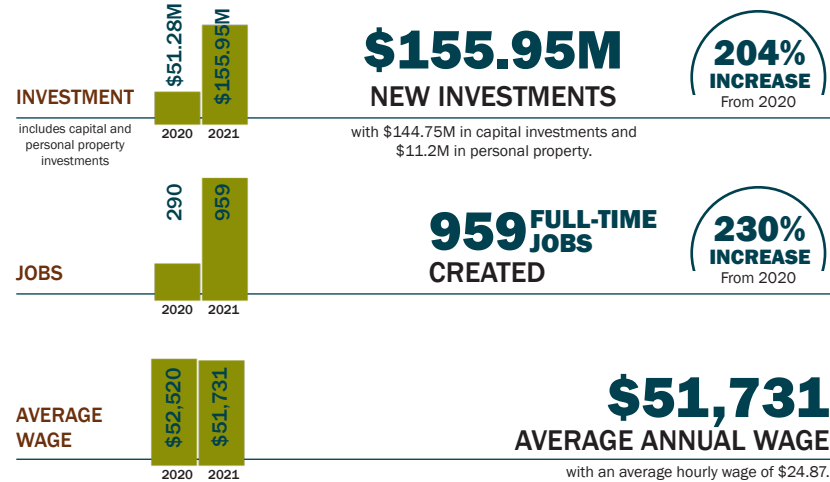 INVESTMENT
includes capital and
personal property
investments
$51.28M
$155.95M
2020 2021
$155.95M
NEW INVESTMENTS
with $144.75M in capital investments and
$11.2M in personal property.
204%
INCREASE
From 2020
JOBS
290
959
2020 2021
959 FULL-TIME
JOBS
CREATED
230%
INCREASE
From 2020
AVERAGE
WAGE
$52,520
$51,731
2020 2021
$51,731
AVERAGE ANNUAL WAGE
with an average hourly wage of $24.87.